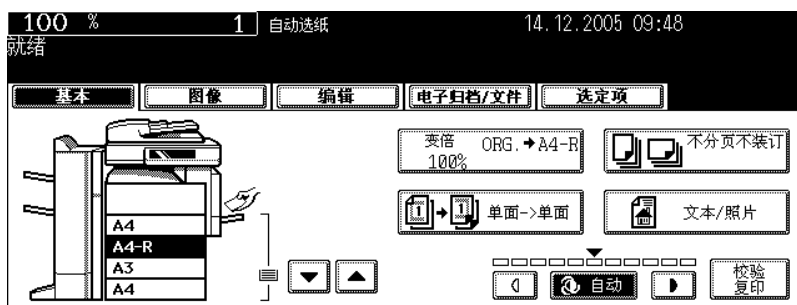 100 % 1 自动选纸 14.12.2005 09:48
就绪
基本 图像 编辑 电子归档/文件 选定项
变倍 ORG.➔A4-R
100%
不分页不装订
1➔1 单面->单面
文本/照片
A4
A4-R
A3
A4
自动
校验
复印